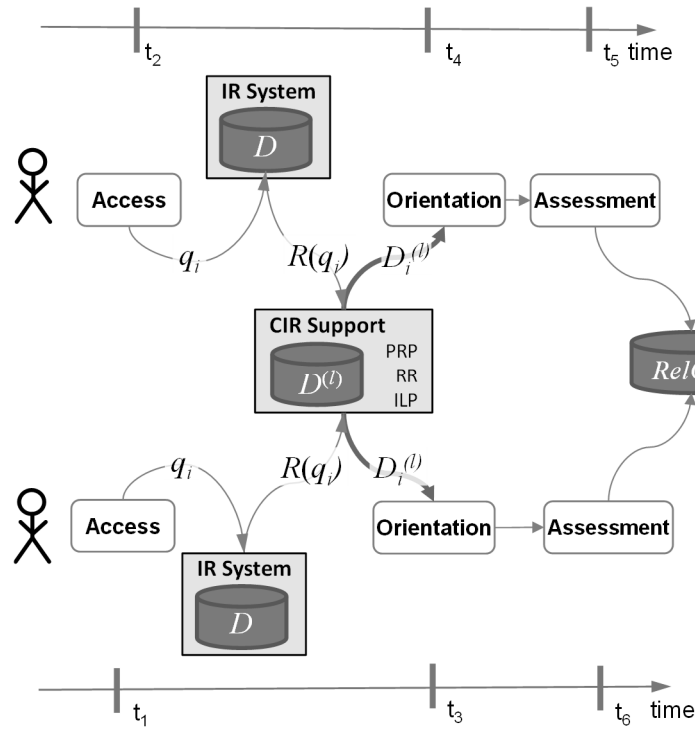 t2 t4 t5 time
IR System
D
Access
Orientation
Assessment
qi
R(qi)
Di(l)
CIR Support
PRP
D(l)
RR
ILP
qi
R(qi)
Di(l)
Access
Orientation
Assessment
IR System
D
t1 t3 t6 time